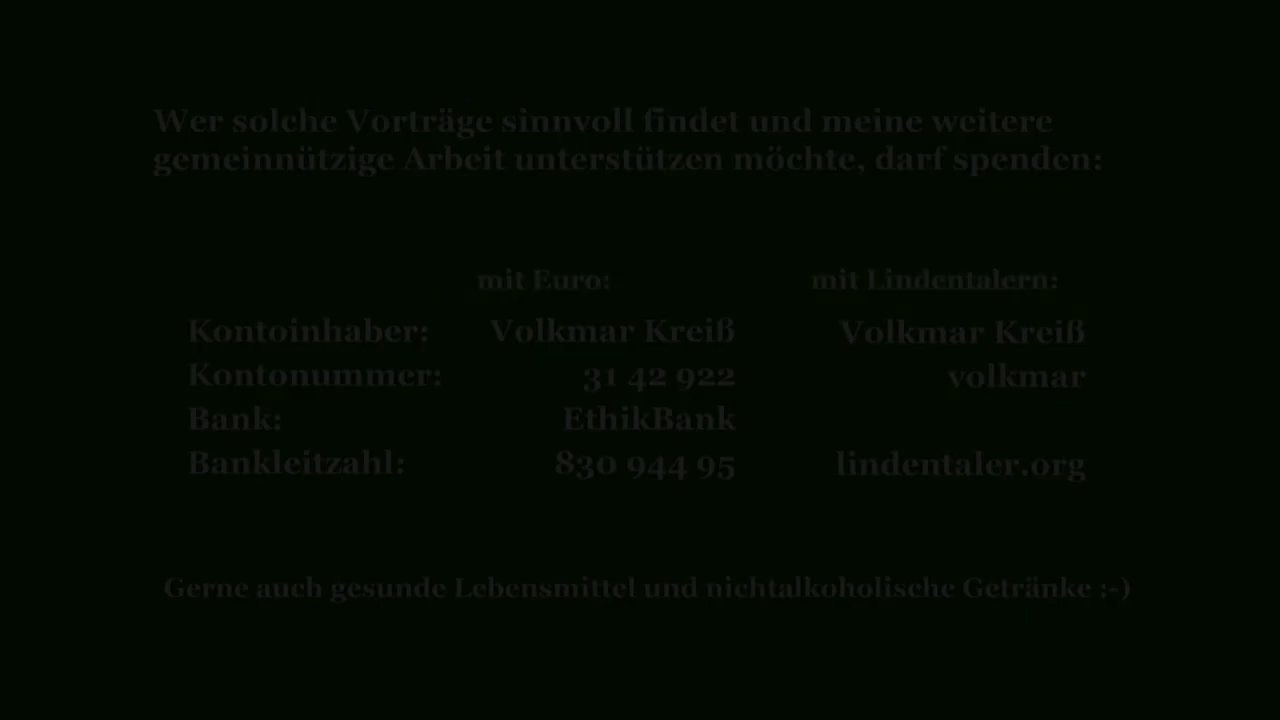 Wer solche Vorträge sinnvoll findet und meine weitere
gemeinnützige Arbeit unterstützen möchte, darf spenden:
mit Euro: mit Lindentalern:
Kontoinhaber: Volkmar Kreiß Volkmar Kreiß
Kontonummer: 31 42 922 volkmar
Bank: EthikBank
Bankleitzahl: 830 944 95 lindentaler.org
Gerne auch gesunde Lebensmittel und nichtalkoholische Getränke :-)